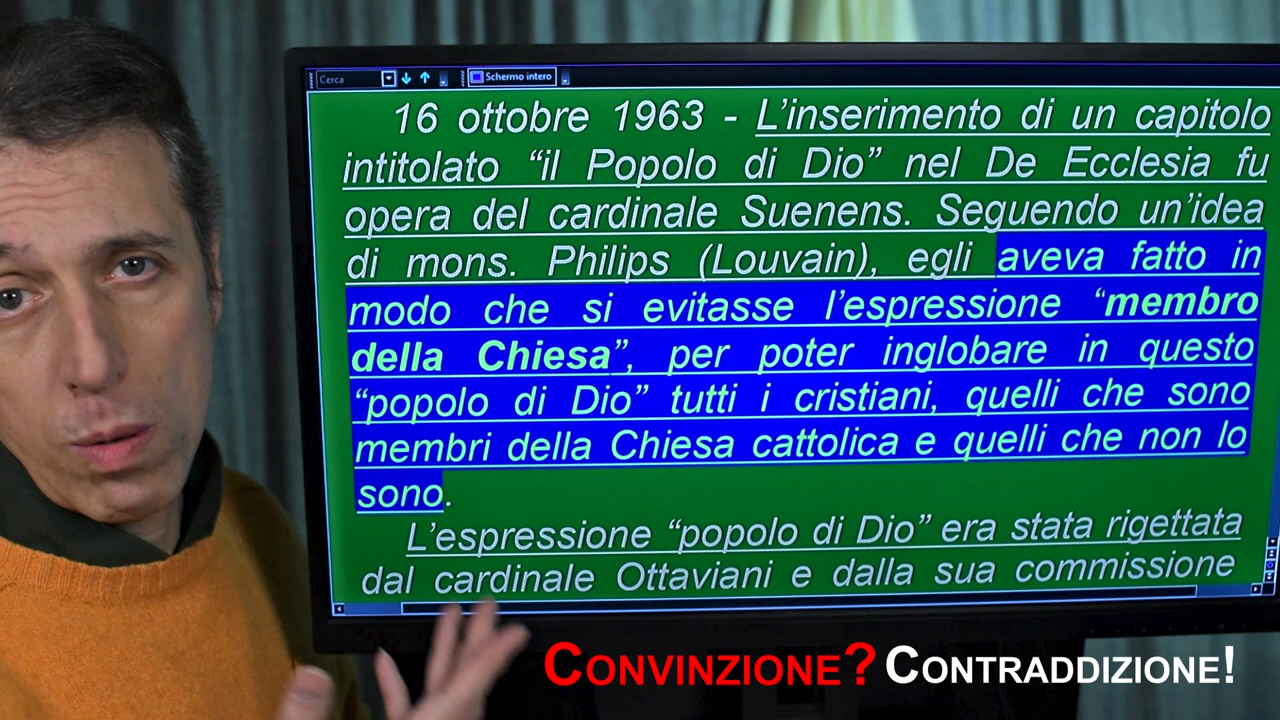 Cerca
Schermo intero
16 ottobre 1963 - L’inserimento di un capitolo
intitolato “il Popolo di Dio” nel De Ecclesia fu
opera del cardinale Suenens. Seguendo un’idea
di mons. Philips (Louvain), egli aveva fatto in
modo che si evitasse l’espressione “membro
della Chiesa”, per poter inglobare in questo
“popolo di Dio” tutti i cristiani, quelli che sono
membri della Chiesa cattolica e quelli che non lo
sono.
L’espressione “popolo di Dio” era stata rigettata
dal cardinale Ottaviani e dalla sua commissione
CONVINZIONE? CONTRADDIZIONE!